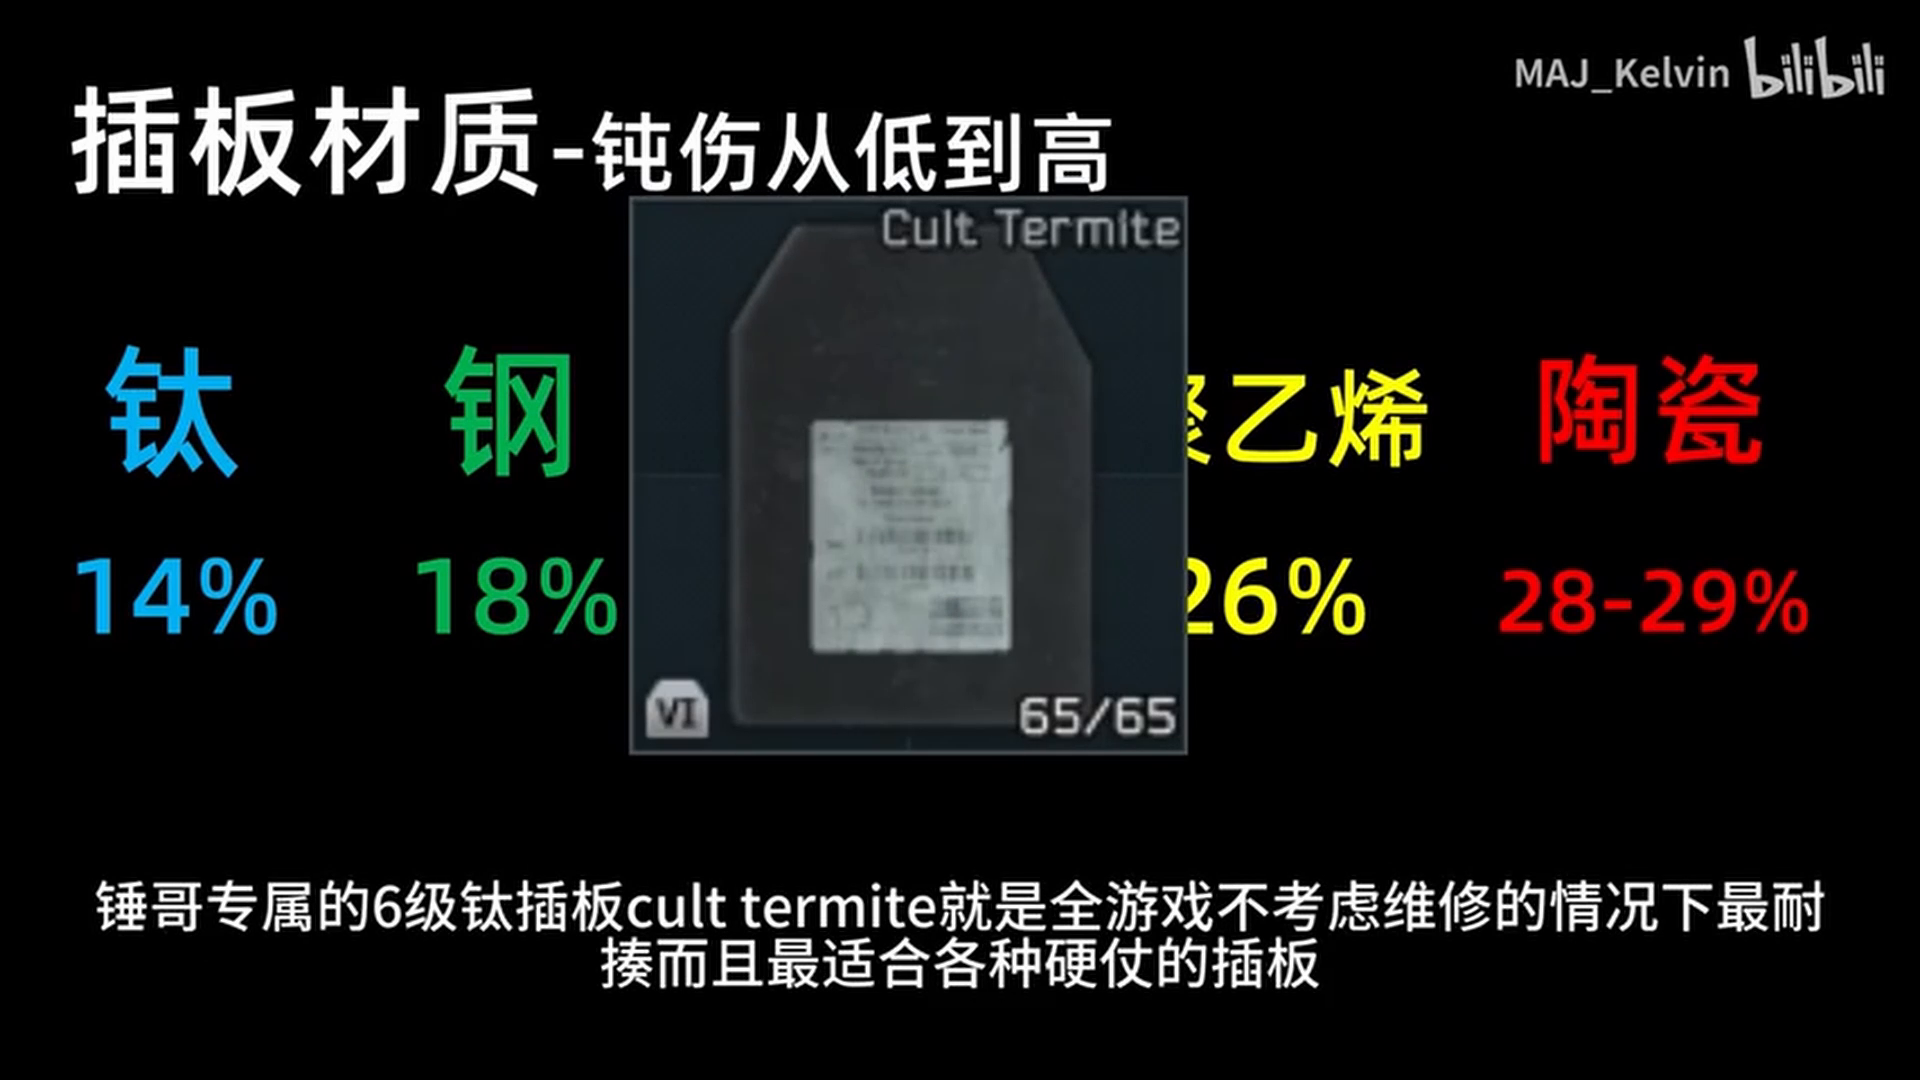 MAJ_Kelvin bilibili
插板材质-钝伤从低到高
Cult Termite
钛 钢 聚乙烯 陶瓷
14% 18% 26% 28-29%
VI 65/65
锤哥专属的6级钛插板cult termite就是全游戏不考虑维修的情况下最耐
揍而且最适合各种硬仗的插板